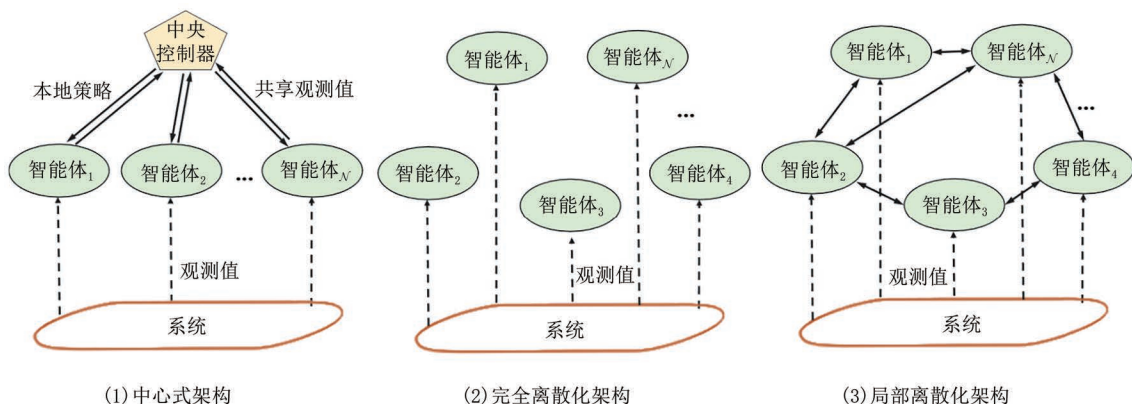 中央
控制器
本地策略
共享观测值
智能体1
智能体2
...
智能体N
观测值
系统
(1)中心式架构
智能体1
智能体N
...
智能体2
智能体3
智能体4
观测值
系统
(2)完全离散化架构
智能体1
智能体N
...
智能体2
智能体3
智能体4
观测值
系统
(3)局部离散化架构